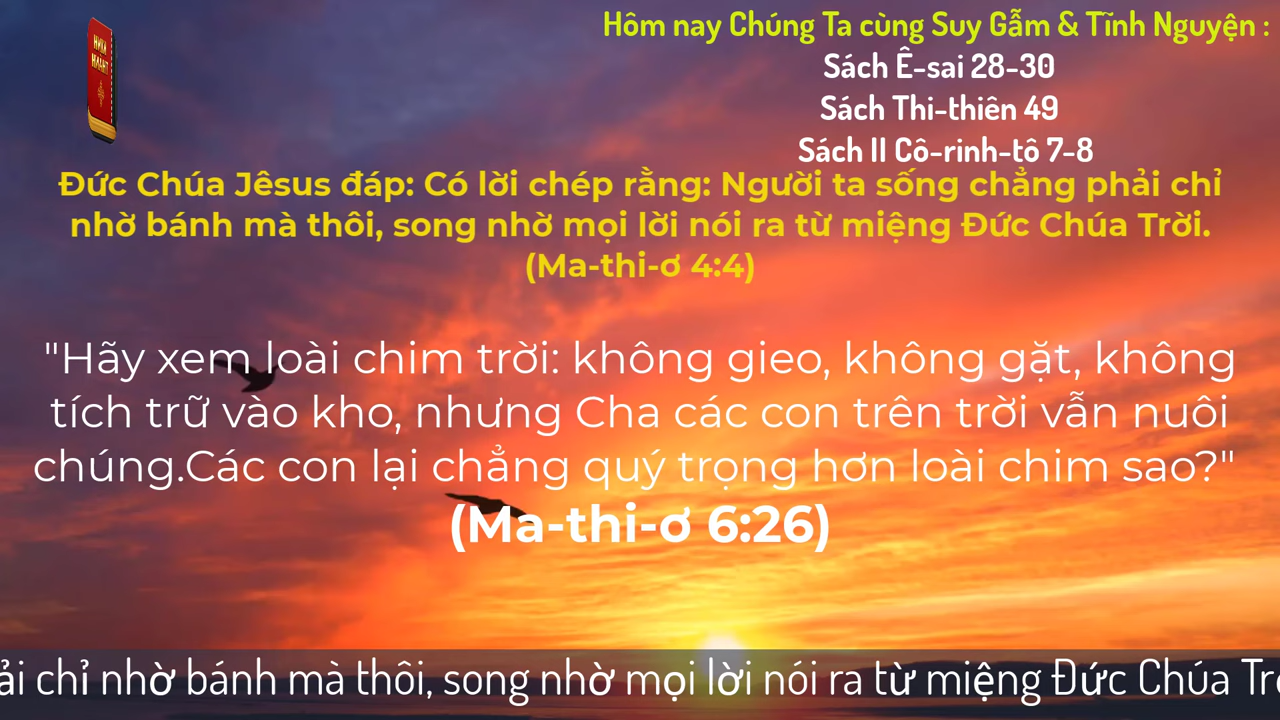 Hôm nay Chúng Ta cùng Suy Gẫm & Tĩnh Nguyện :
Sách Ê-sai 28-30
Sách Thi-thiên 49
Sách II Cô-rinh-tô 7-8
Đức Chúa Jêsus đáp: Có lời chép rằng: Người ta sống chẳng phải chỉ
nhờ bánh mà thôi, song nhờ mọi lời nói ra từ miệng Đức Chúa Trời.
(Ma-thi-ơ 4:4)
"Hãy xem loài chim trời: không gieo, không gặt, không
tích trữ vào kho, nhưng Cha các con trên trời vẫn nuôi
chúng.Các con lại chẳng quý trọng hơn loài chim sao?"
(Ma-thi-ơ 6:26)
chỉ nhờ bánh mà thôi, song nhờ mọi lời nói ra từ miệng Đức Chúa